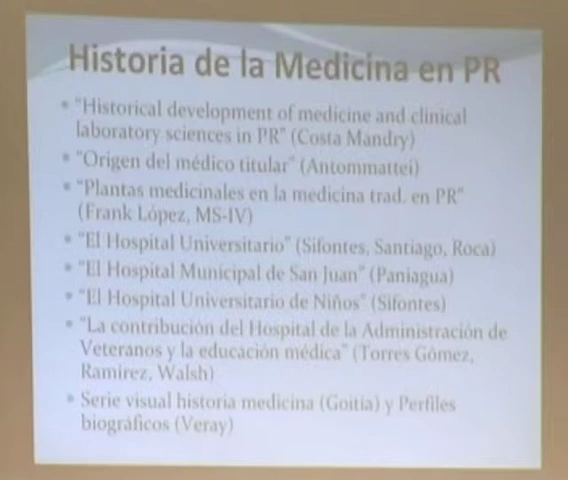 Historia de la Medicina en PR
• "Historical development of medicine and clinical
laboratory sciences in PR" (Costa Mandry)
• "Origen del médico titular" (Antommattei)
• "Plantas medicinales en la medicina trad. en PR"
(Frank López, MS-IV)
• "El Hospital Universitario" (Sifontes, Santiago, Roca)
• "El Hospital Municipal de San Juan" (Paniagua)
• "El Hospital Universitario de Niños" (Sifontes)
• "La contribución del Hospital de la Administración de
Veteranos y la educación médica" (Torres Gómez,
Ramirez, Walsh)
• Serie visual historia medicina (Goitia) y Perfiles
biográficos (Veray)